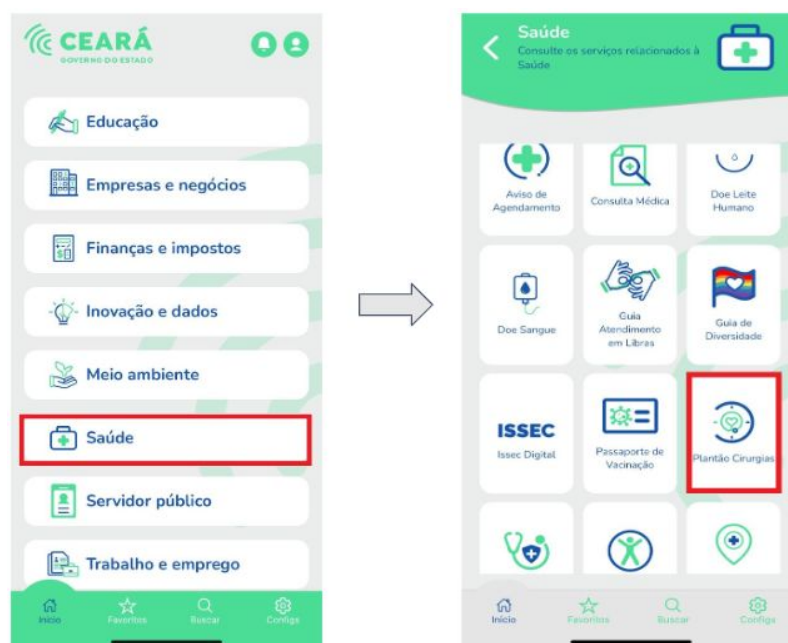 CEARÁ
GOVERNO DO ESTADO
Educação
Empresas e negócios
Finanças e impostos
Inovação e dados
Meio ambiente
Saúde
Servidor público
Trabalho e emprego
Início
Favoritos
Buscar
Configs
Saúde
Consulte os serviços relacionados à
Saúde
Aviso de
Agendamento
Consulta Médica
Doe Leite
Humano
Doe Sangue
Guia
Atendimento
em Libras
Guia de
Diversidade
ISSEC
Issec Digital
Passaporte de
Vacinação
Plantão Cirurgias
Início
Favoritos
Buscar
Configs